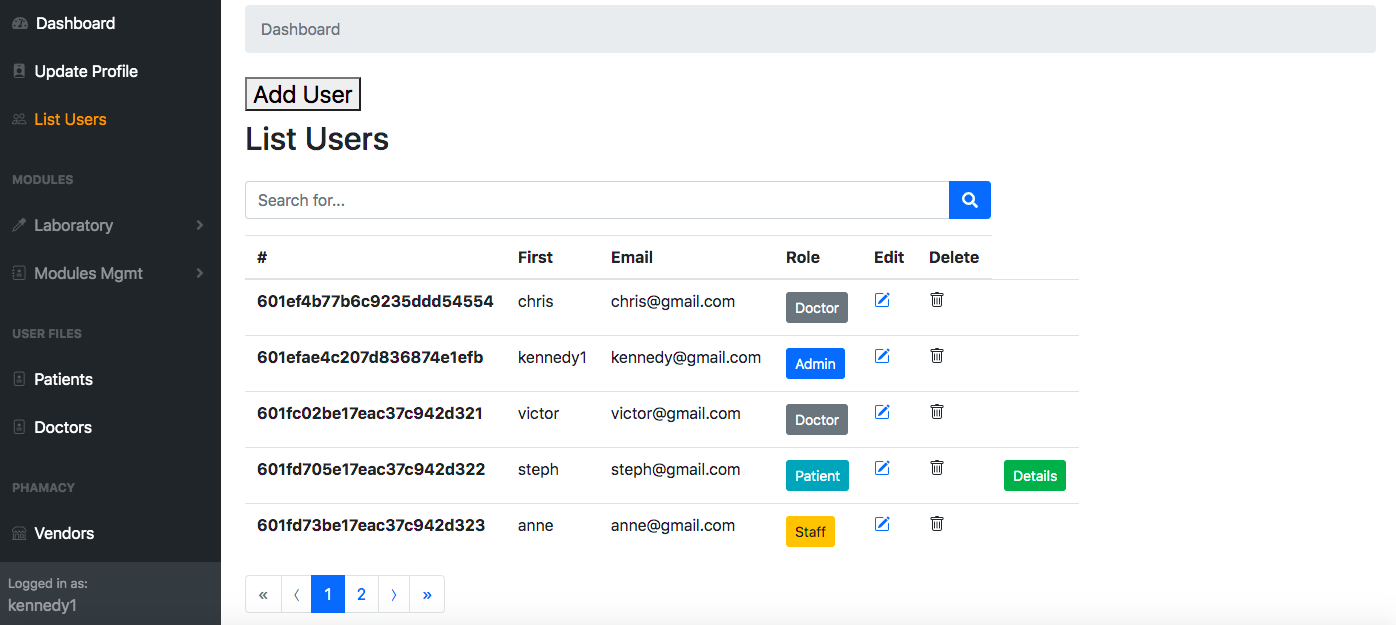 Dashboard
Update Profile
List Users
MODULES
Laboratory
Modules Mgmt
USER FILES
Patients
Doctors
PHAMACY
Vendors
Logged in as:
kennedy1
Dashboard
Add User
List Users
Search for...
# First Email Role Edit Delete
601ef4b77b6c9235ddd54554 chris chris@gmail.com Doctor
601efae4c207d836874e1efb kennedy1 kennedy@gmail.com Admin
601fc02be17eac37c942d321 victor victor@gmail.com Doctor
601fd705e17eac37c942d322 steph steph@gmail.com Patient Details
601fd73be17eac37c942d323 anne anne@gmail.com Staff
« ‹ 1 2 › »